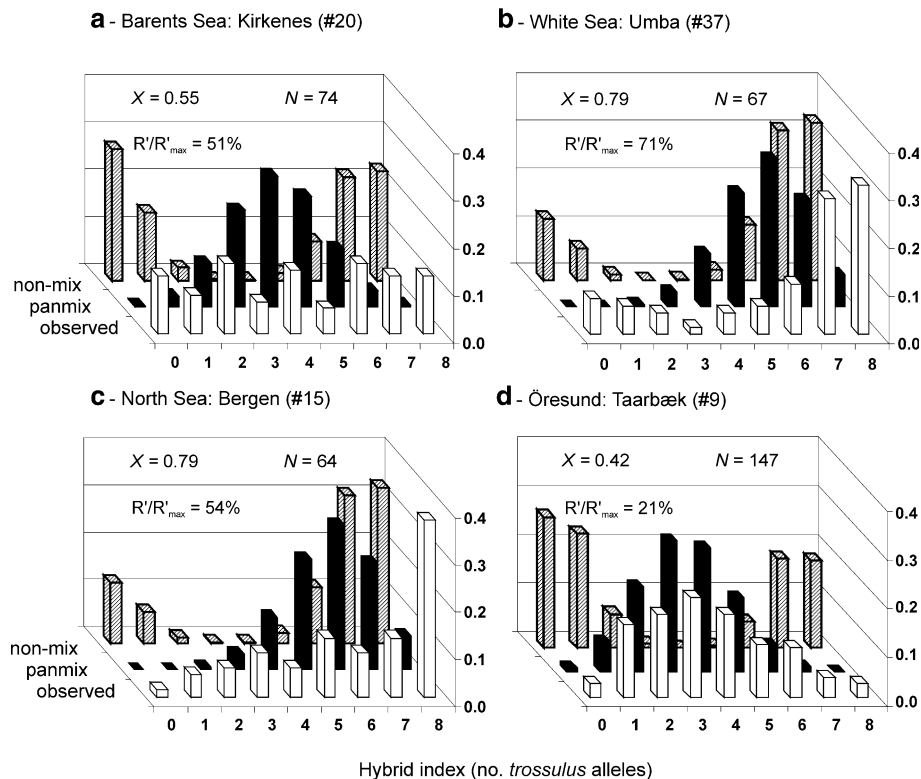 a - Barents Sea: Kirkenes (#20)
X = 0.55 N = 74
R'/R'max = 51%
0.4
0.3
0.2
0.1
0.0
non-mix
panmix
observed
0 1 2 3 4 5 6 7 8
b - White Sea: Umba (#37)
X = 0.79 N = 67
R'/R'max = 71%
0.4
0.3
0.2
0.1
0.0
0 1 2 3 4 5 6 7 8
c - North Sea: Bergen (#15)
X = 0.79 N = 64
R'/R'max = 54%
0.4
0.3
0.2
0.1
0.0
non-mix
panmix
observed
0 1 2 3 4 5 6 7 8
d - Öresund: Taarbæk (#9)
X = 0.42 N = 147
R'/R'max = 21%
0.4
0.3
0.2
0.1
0.0
0 1 2 3 4 5 6 7 8
Hybrid index (no. trossulus alleles)